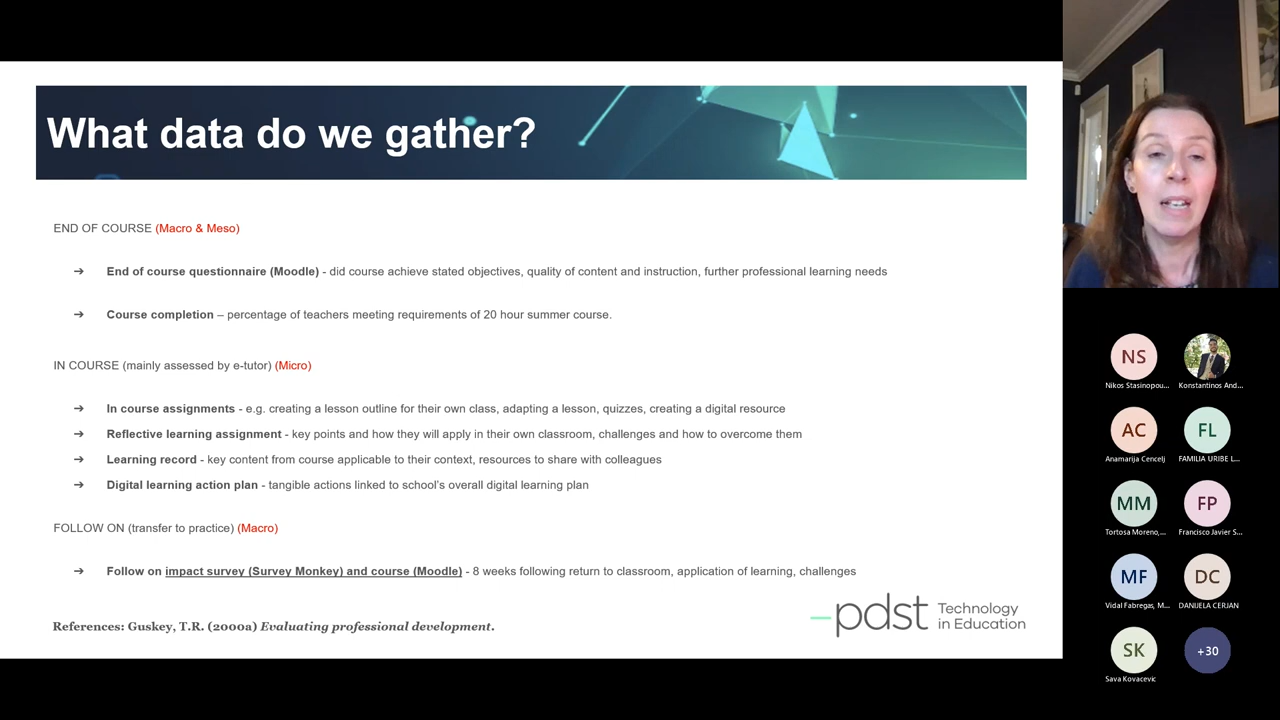 What data do we gather?
END OF COURSE (Macro & Meso)
➔ End of course questionnaire (Moodle) - did course achieve stated objectives, quality of content and instruction, further professional learning needs
➔ Course completion – percentage of teachers meeting requirements of 20 hour summer course.
IN COURSE (mainly assessed by e-tutor) (Micro)
➔ In course assignments - e.g. creating a lesson outline for their own class, adapting a lesson, quizzes, creating a digital resource
➔ Reflective learning assignment - key points and how they will apply in their own classroom, challenges and how to overcome them
➔ Learning record - key content from course applicable to their context, resources to share with colleagues
➔ Digital learning action plan - tangible actions linked to school's overall digital learning plan
FOLLOW ON (transfer to practice) (Macro)
➔ Follow on impact survey (Survey Monkey) and course (Moodle) - 8 weeks following return to classroom, application of learning, challenges
References: Guskey, T.R. (2000a) Evaluating professional development.
pdst Technology
in Education
NS
Nikos Stasinopou... Konstantinos And...
AC FL
Anamarija Cencelj FAMILIA URIBE L...
MM FP
Tortosa Moreno,... Francisco Javier S...
MF DC
Vidal Fabregas, M... DANIJELA CERJAN
SK +30
Sava Kovacevic